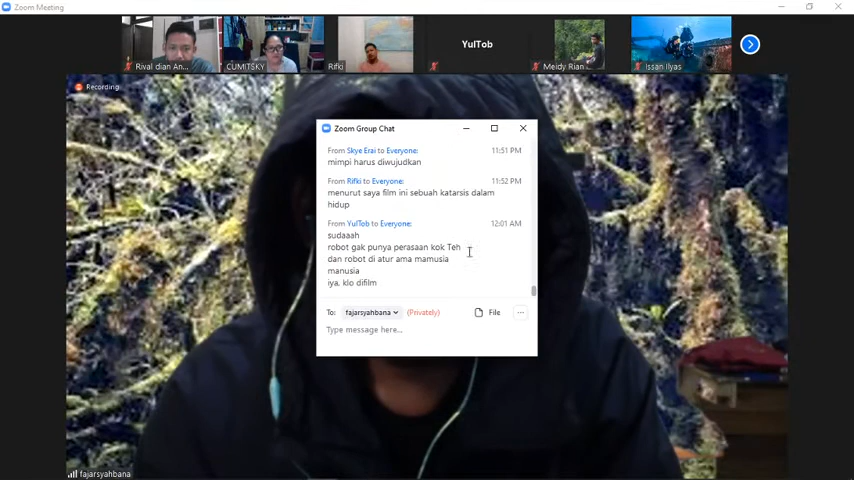 Zoom Meeting
Rival dian An...
CUMITSKY
Rifki
YulTob
Meidy Rian
Issan Ilyas
Recording
Zoom Group Chat
From Skye Erai to Everyone: 11:51 PM
mimpi harus diwujudkan
From Rifki to Everyone: 11:52 PM
menurut saya film ini sebuah katarsis dalam
hidup
From YulTob to Everyone: 12:01 AM
sudaaah
robot gak punya perasaan kok Teh
dan robot di atur ama mamusia
manusia
iya, klo difilm
To: fajarsyahbana (Privately) File ...
Type message here...
fajarsyahbana